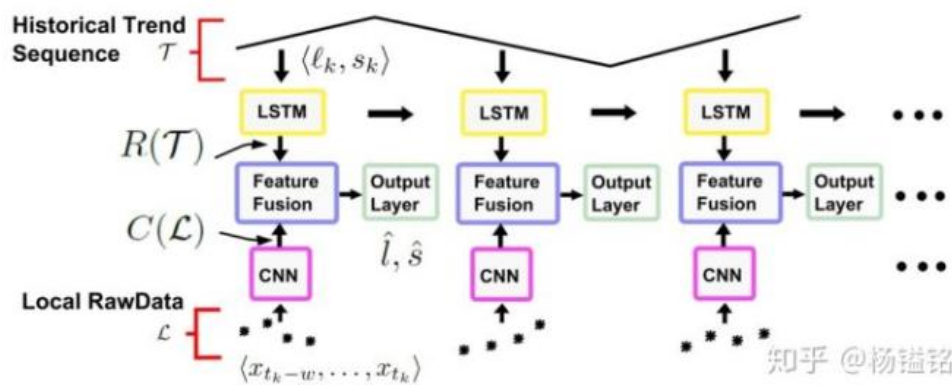 Historical Trend
Sequence
𝒯
⟨ℓ_k, s_k⟩
LSTM LSTM LSTM
R(𝒯)
Feature Fusion
Output Layer
Feature Fusion
Output Layer
Feature Fusion
Output Layer
C(ℒ)
l̂, ŝ
CNN CNN CNN
Local RawData
ℒ
⟨x_{t_k−w}, . . . , x_{t_k}⟩
知乎 @杨镒铭